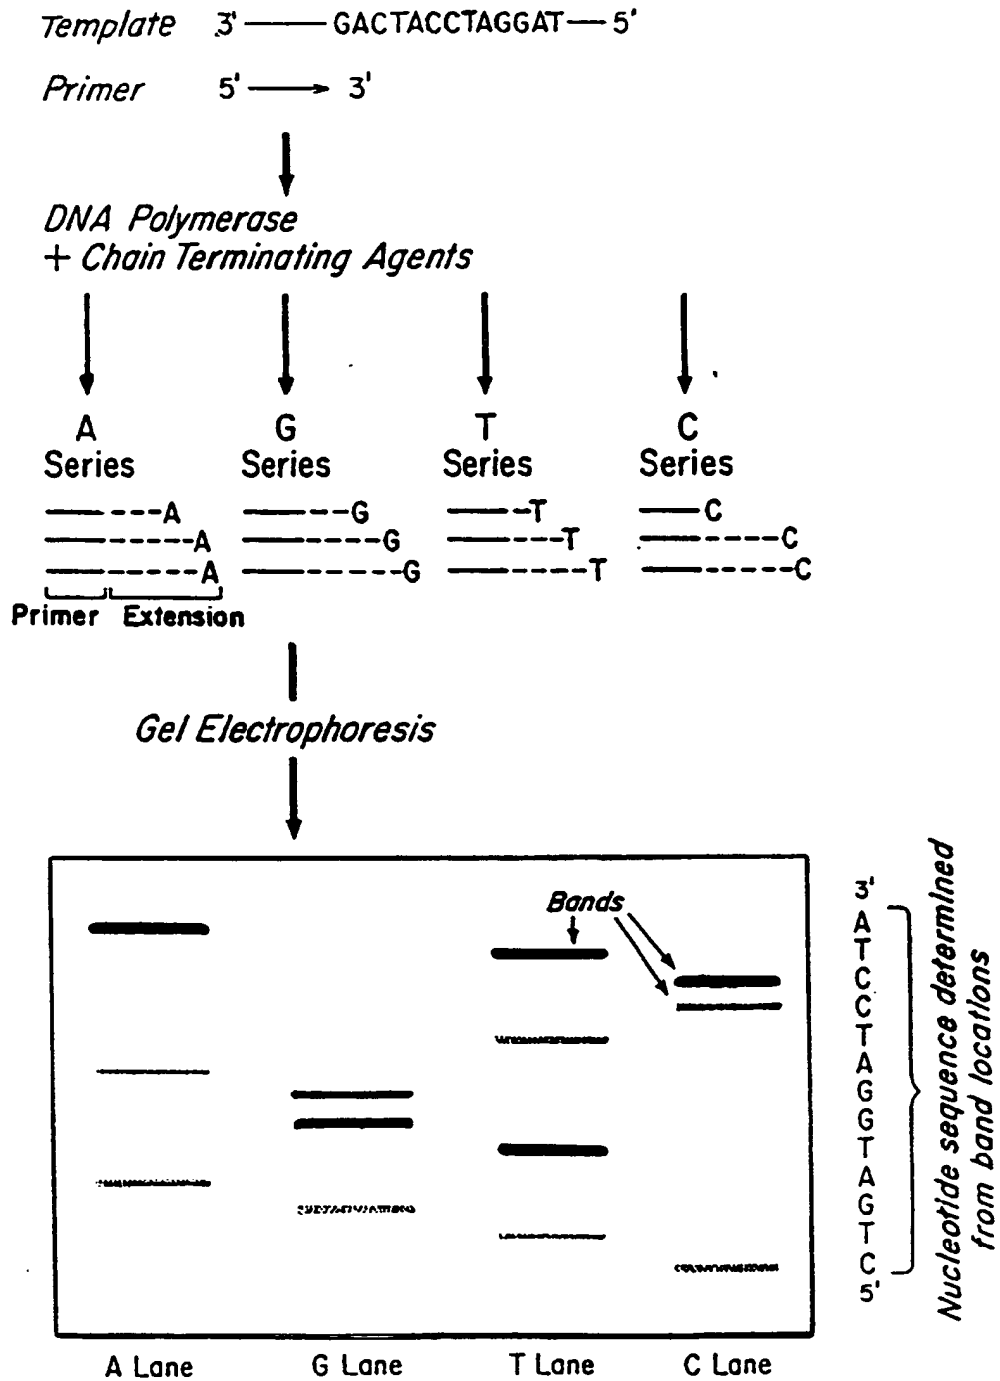 Template 3' GACTACCTAGGAT 5'
Primer 5' 3'
DNA Polymerase
+ Chain Terminating Agents
A G T C
Series Series Series Series
A G T C
A G T C
A G T C
Primer Extension
Gel Electrophoresis
Bands
3'
A
T
C
C
T
A
G
G
T
A
G
T
C
5'
Nucleotide sequence determined
from band locations
A Lane G Lane T Lane C Lane